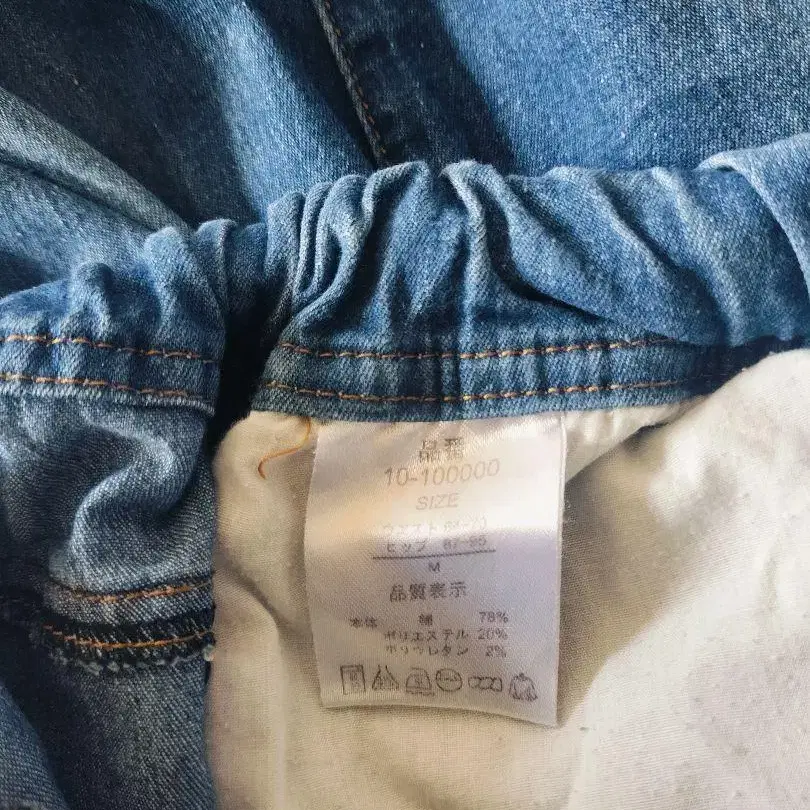 品番
10-100000
SIZE
ウエスト 64-70
ヒップ 87-95
M
品質表示
本体 綿 78%
ポリエステル 20%
ポリウレタン 2%